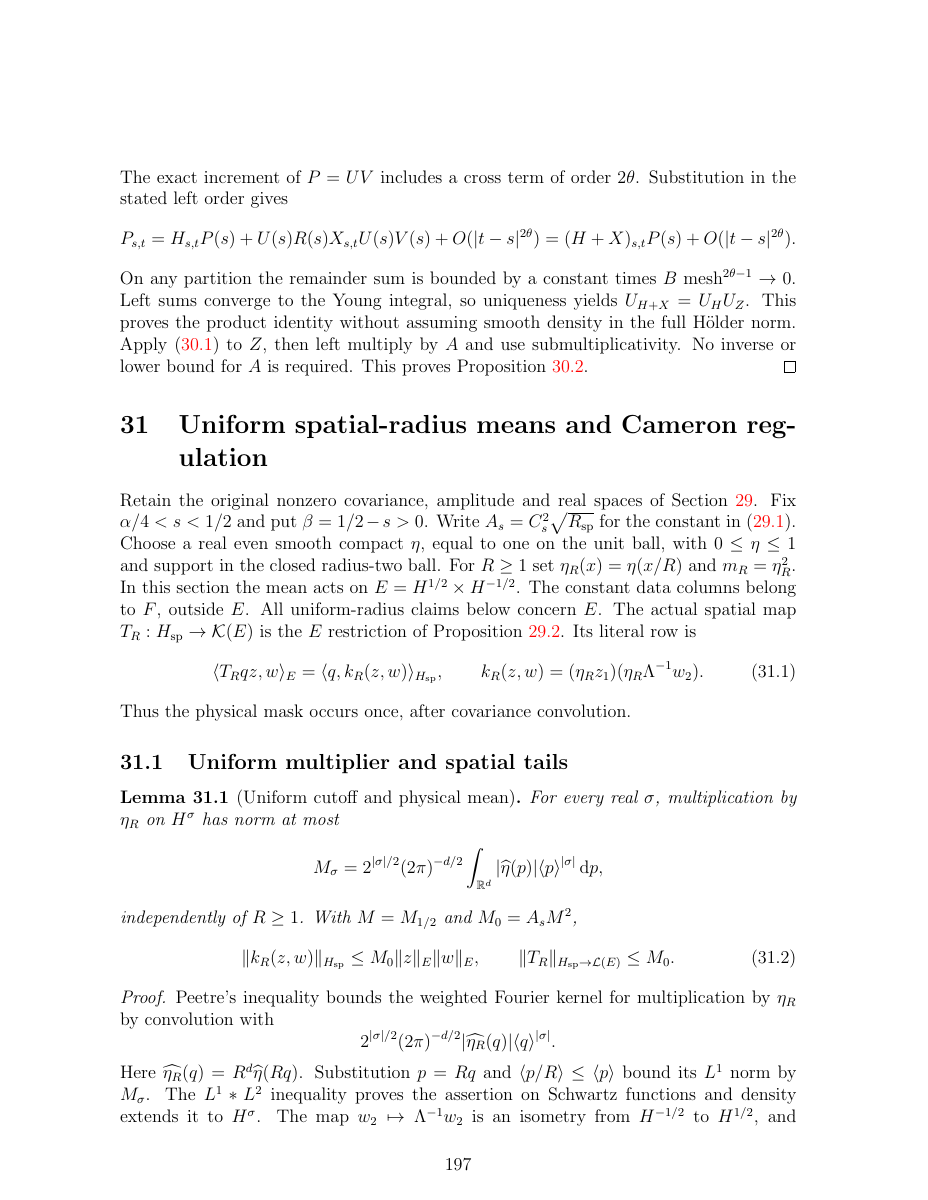 The exact increment of P = UV includes a cross term of order 2θ. Substitution in the
stated left order gives
P_{s,t} = H_{s,t}P(s) + U(s)R(s)X_{s,t}U(s)V(s) + O(|t − s|^{2θ}) = (H + X)_{s,t}P(s) + O(|t − s|^{2θ}).
On any partition the remainder sum is bounded by a constant times B mesh^{2θ−1} → 0.
Left sums converge to the Young integral, so uniqueness yields U_{H+X} = U_H U_Z. This
proves the product identity without assuming smooth density in the full Hölder norm.
Apply (30.1) to Z, then left multiply by A and use submultiplicativity. No inverse or
lower bound for A is required. This proves Proposition 30.2. □
31 Uniform spatial-radius means and Cameron reg-
ulation
Retain the original nonzero covariance, amplitude and real spaces of Section 29. Fix
α/4 < s < 1/2 and put β = 1/2 − s > 0. Write A_s = C_s^2 √R_{sp} for the constant in (29.1).
Choose a real even smooth compact η, equal to one on the unit ball, with 0 ≤ η ≤ 1
and support in the closed radius-two ball. For R ≥ 1 set η_R(x) = η(x/R) and m_R = η_R^2.
In this section the mean acts on E = H^{1/2} × H^{−1/2}. The constant data columns belong
to F, outside E. All uniform-radius claims below concern E. The actual spatial map
T_R : H_{sp} → 𝒦(E) is the E restriction of Proposition 29.2. Its literal row is
⟨T_R qz, w⟩_E = ⟨q, k_R(z, w)⟩_{H_{sp}}, k_R(z, w) = (η_R z_1)(η_R Λ^{−1}w_2). (31.1)
Thus the physical mask occurs once, after covariance convolution.
31.1 Uniform multiplier and spatial tails
Lemma 31.1 (Uniform cutoff and physical mean). For every real σ, multiplication by
η_R on H^σ has norm at most
M_σ = 2^{|σ|/2}(2π)^{−d/2} ∫_{ℝ^d} |η̂(p)|⟨p⟩^{|σ|} dp,
independently of R ≥ 1. With M = M_{1/2} and M_0 = A_s M^2,
‖k_R(z, w)‖_{H_{sp}} ≤ M_0‖z‖_E‖w‖_E, ‖T_R‖_{H_{sp}→ℒ(E)} ≤ M_0. (31.2)
Proof. Peetre's inequality bounds the weighted Fourier kernel for multiplication by η_R
by convolution with
2^{|σ|/2}(2π)^{−d/2}|η̂_R(q)|⟨q⟩^{|σ|}.
Here η̂_R(q) = R^d η̂(Rq). Substitution p = Rq and ⟨p/R⟩ ≤ ⟨p⟩ bound its L^1 norm by
M_σ. The L^1 ∗ L^2 inequality proves the assertion on Schwartz functions and density
extends it to H^σ. The map w_2 ↦ Λ^{−1}w_2 is an isometry from H^{−1/2} to H^{1/2}, and
197